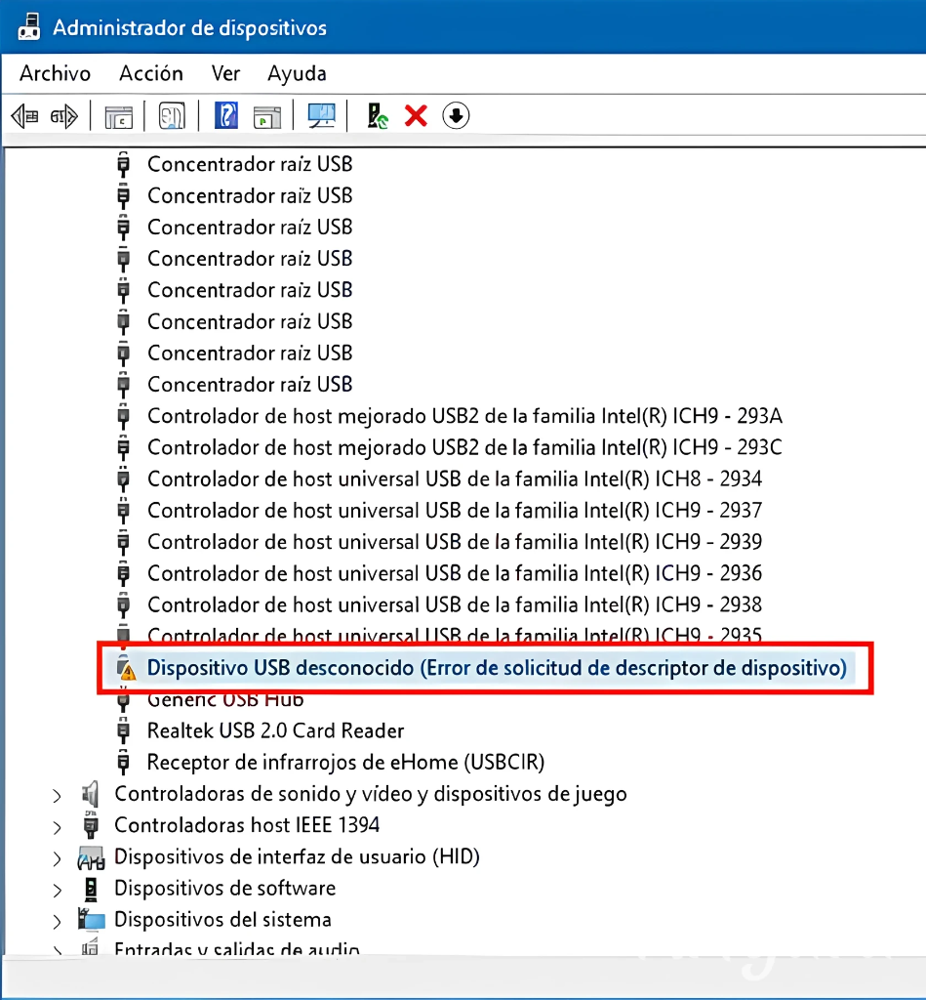 Administrador de dispositivos
Archivo Acción Ver Ayuda
Concentrador raíz USB
Concentrador raíz USB
Concentrador raíz USB
Concentrador raíz USB
Concentrador raíz USB
Concentrador raíz USB
Concentrador raíz USB
Concentrador raíz USB
Controlador de host mejorado USB2 de la familia Intel(R) ICH9 - 293A
Controlador de host mejorado USB2 de la familia Intel(R) ICH9 - 293C
Controlador de host universal USB de la familia Intel(R) ICH8 - 2934
Controlador de host universal USB de la familia Intel(R) ICH9 - 2937
Controlador de host universal USB de la familia Intel(R) ICH9 - 2939
Controlador de host universal USB de la familia Intel(R) ICH9 - 2936
Controlador de host universal USB de la familia Intel(R) ICH9 - 2938
Controlador de host universal USB de la familia Intel(R) ICH9 - 2935
Dispositivo USB desconocido (Error de solicitud de descriptor de dispositivo)
Generic USB Hub
Realtek USB 2.0 Card Reader
Receptor de infrarrojos de eHome (USBCIR)
Controladoras de sonido y vídeo y dispositivos de juego
Controladoras host IEEE 1394
Dispositivos de interfaz de usuario (HID)
Dispositivos de software
Dispositivos del sistema
Entradas y salidas de audio